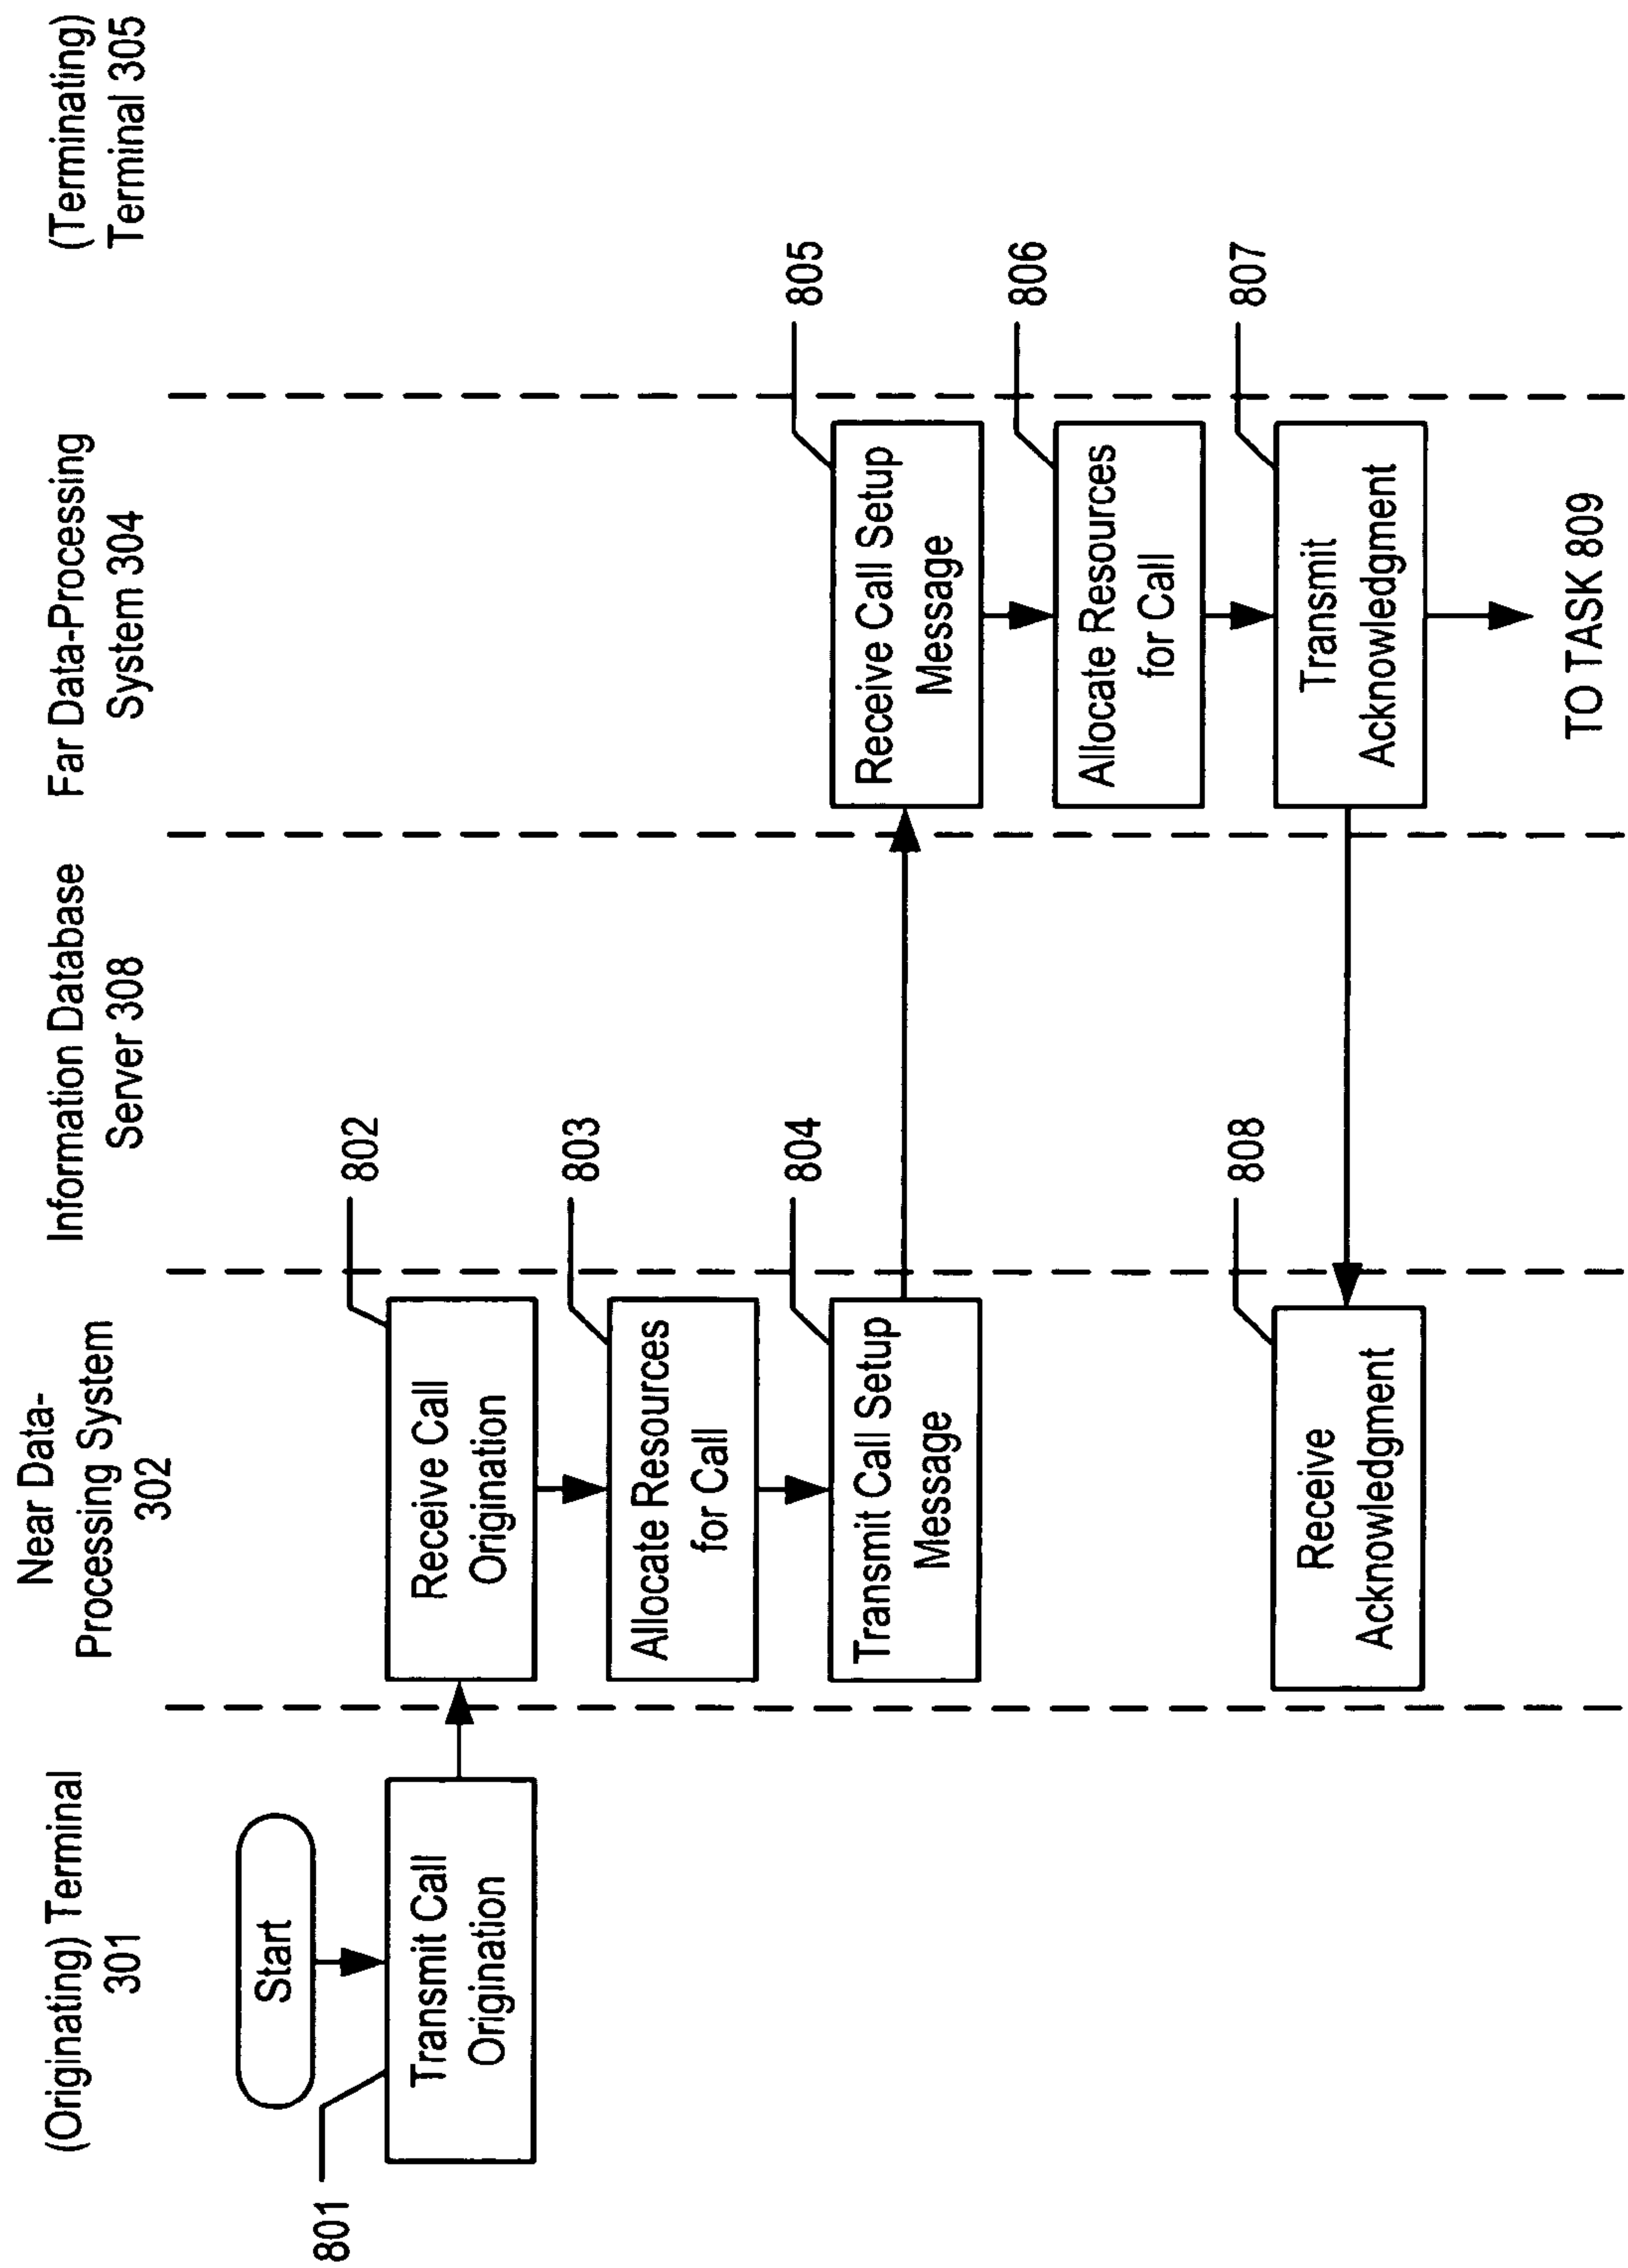 (Originating) Terminal
301
Near Data-
Processing System
302
Information Database
Server 308
Far Data-Processing
System 304
(Terminating)
Terminal 305
Start
801
Transmit Call
Origination
802
Receive Call
Origination
803
Allocate Resources
for Call
804
Transmit Call Setup
Message
805
Receive Call Setup
Message
806
Allocate Resources
for Call
807
Transmit
Acknowledgment
808
Receive
Acknowledgment
TO TASK 809